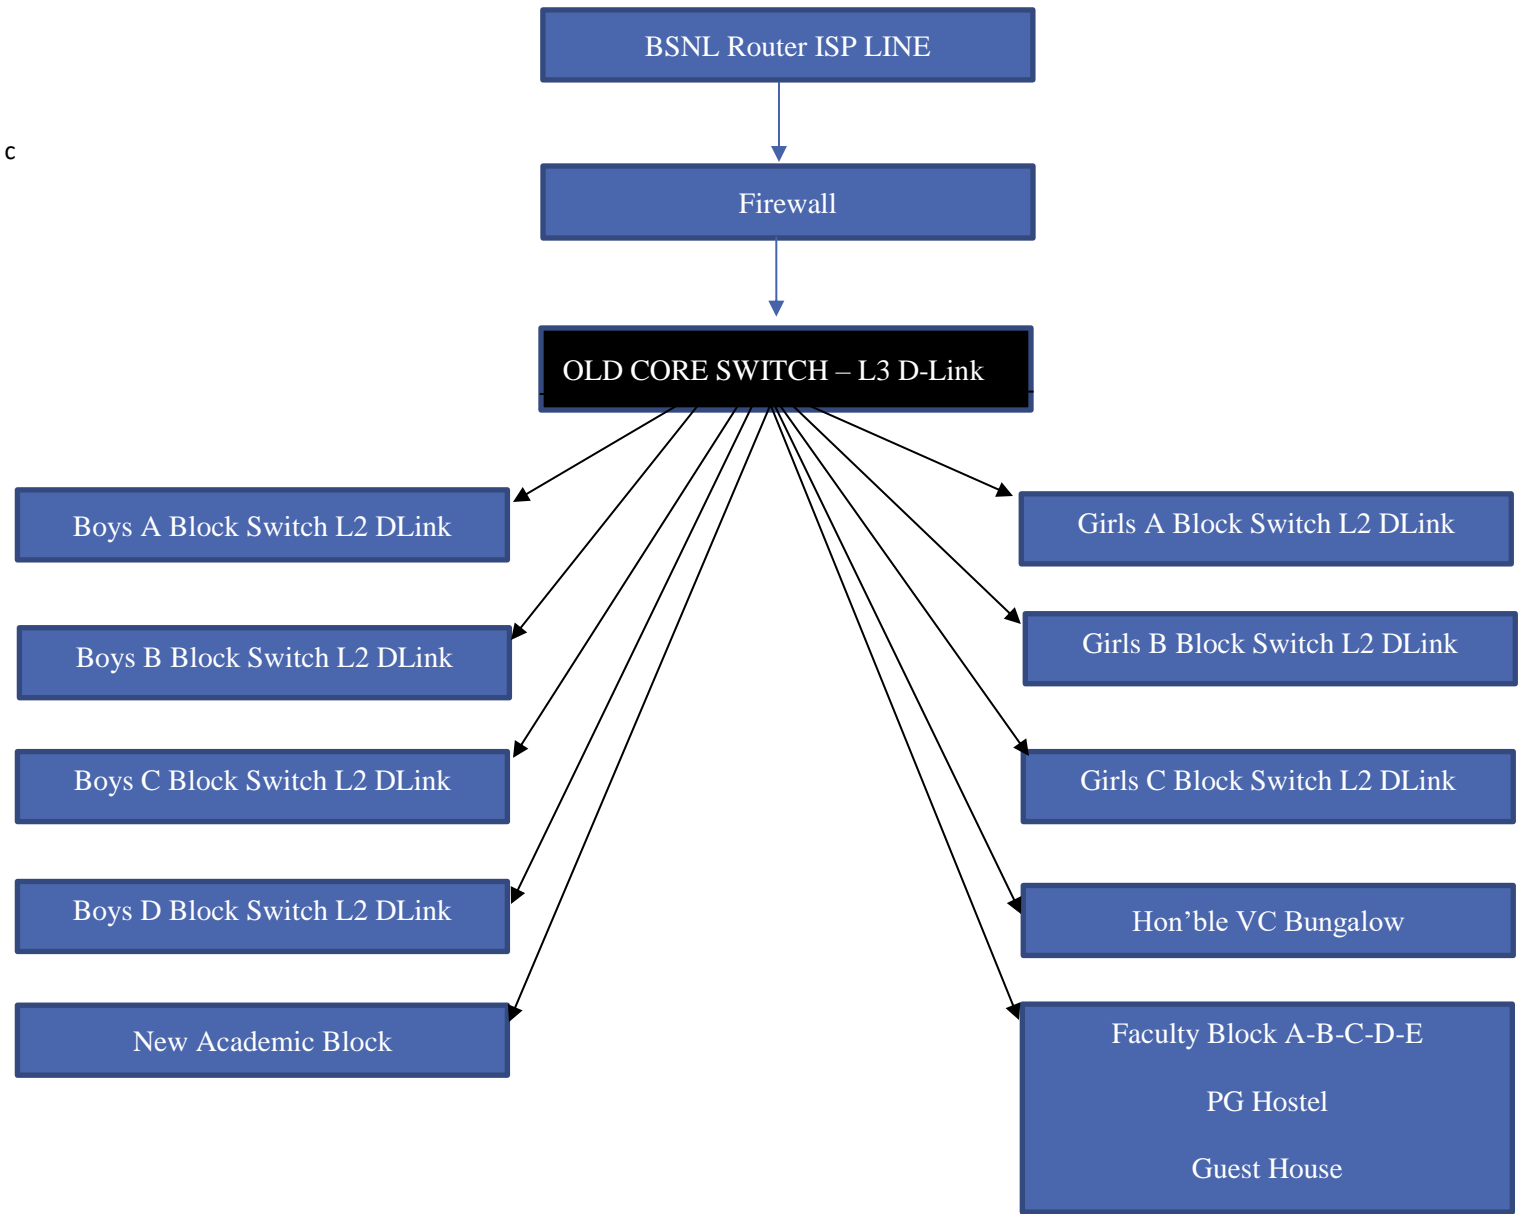 BSNL Router ISP LINE
c
Firewall
OLD CORE SWITCH – L3 D-Link
Boys A Block Switch L2 DLink
Girls A Block Switch L2 DLink
Boys B Block Switch L2 DLink
Girls B Block Switch L2 DLink
Boys C Block Switch L2 DLink
Girls C Block Switch L2 DLink
Boys D Block Switch L2 DLink
Hon’ble VC Bungalow
New Academic Block
Faculty Block A-B-C-D-E
PG Hostel
Guest House